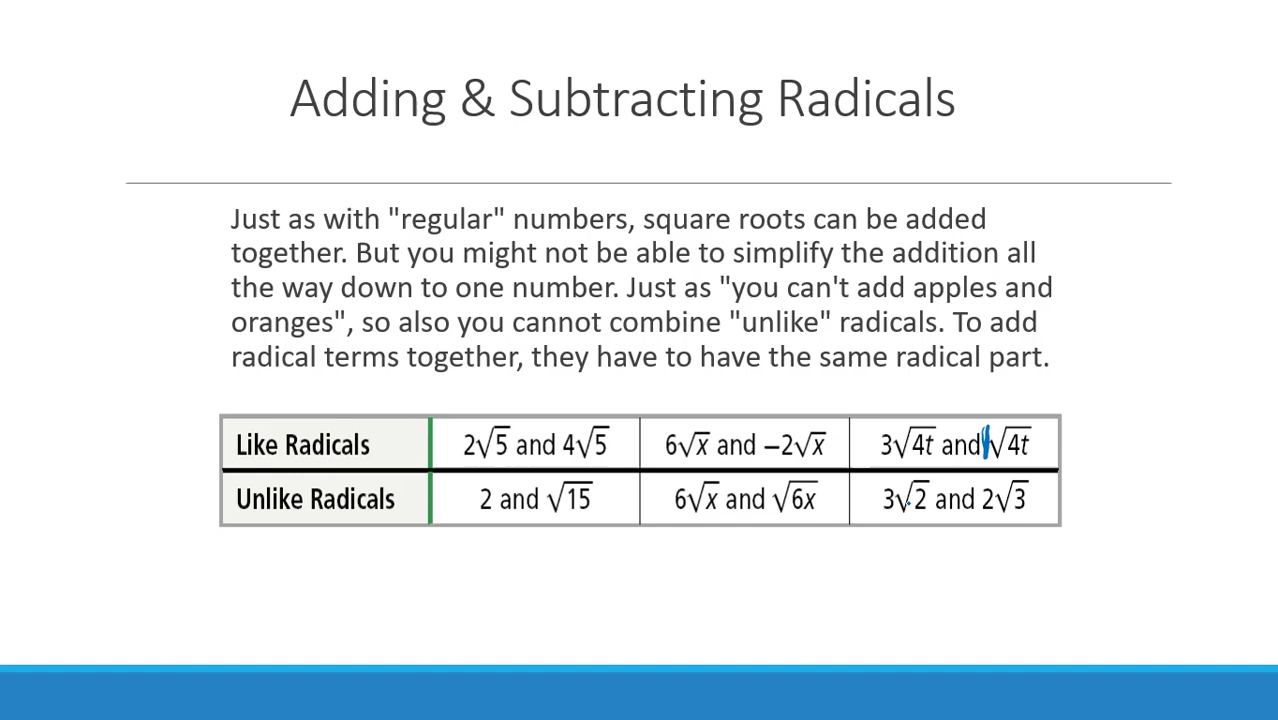 Adding & Subtracting Radicals
Just as with "regular" numbers, square roots can be added
together. But you might not be able to simplify the addition all
the way down to one number. Just as "you can't add apples and
oranges", so also you cannot combine "unlike" radicals. To add
radical terms together, they have to have the same radical part.
Like Radicals 2√5 and 4√5 6√x and −2√x 3√4t and √4t
Unlike Radicals 2 and √15 6√x and √6x 3√2 and 2√3